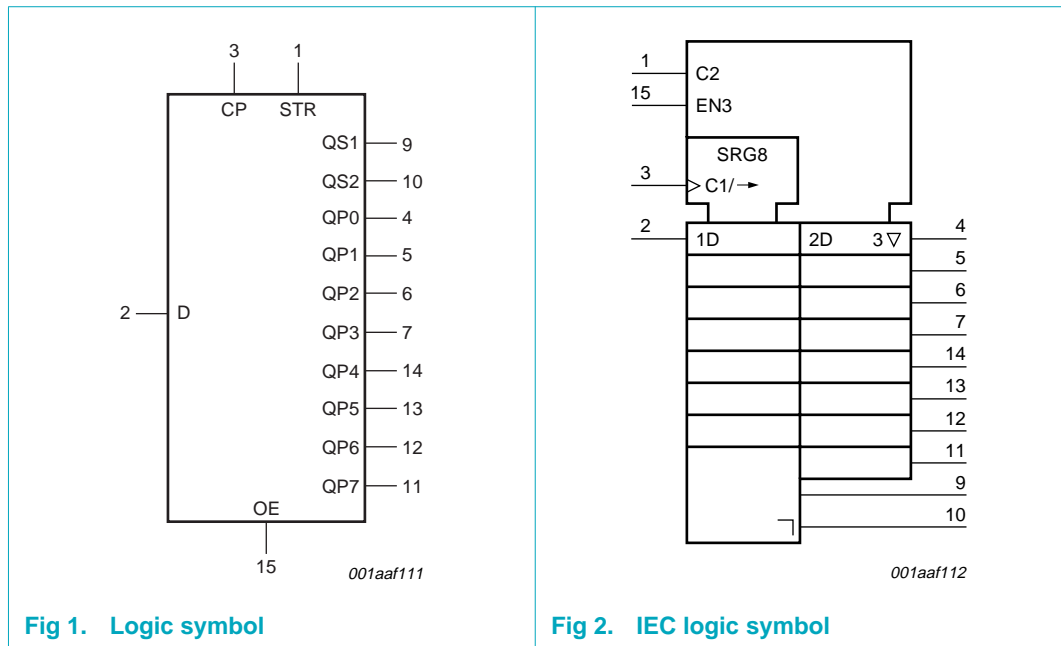 3 1
CP STR
QS1 9
QS2 10
QP0 4
QP1 5
QP2 6
2 D
QP3 7
QP4 14
QP5 13
QP6 12
QP7 11
OE
15
001aaf111
Fig 1. Logic symbol
1 C2
15 EN3
SRG8
3 C1/→
2 1D 2D 3▽ 4
5
6
7
14
13
12
11
9
10
001aaf112
Fig 2. IEC logic symbol